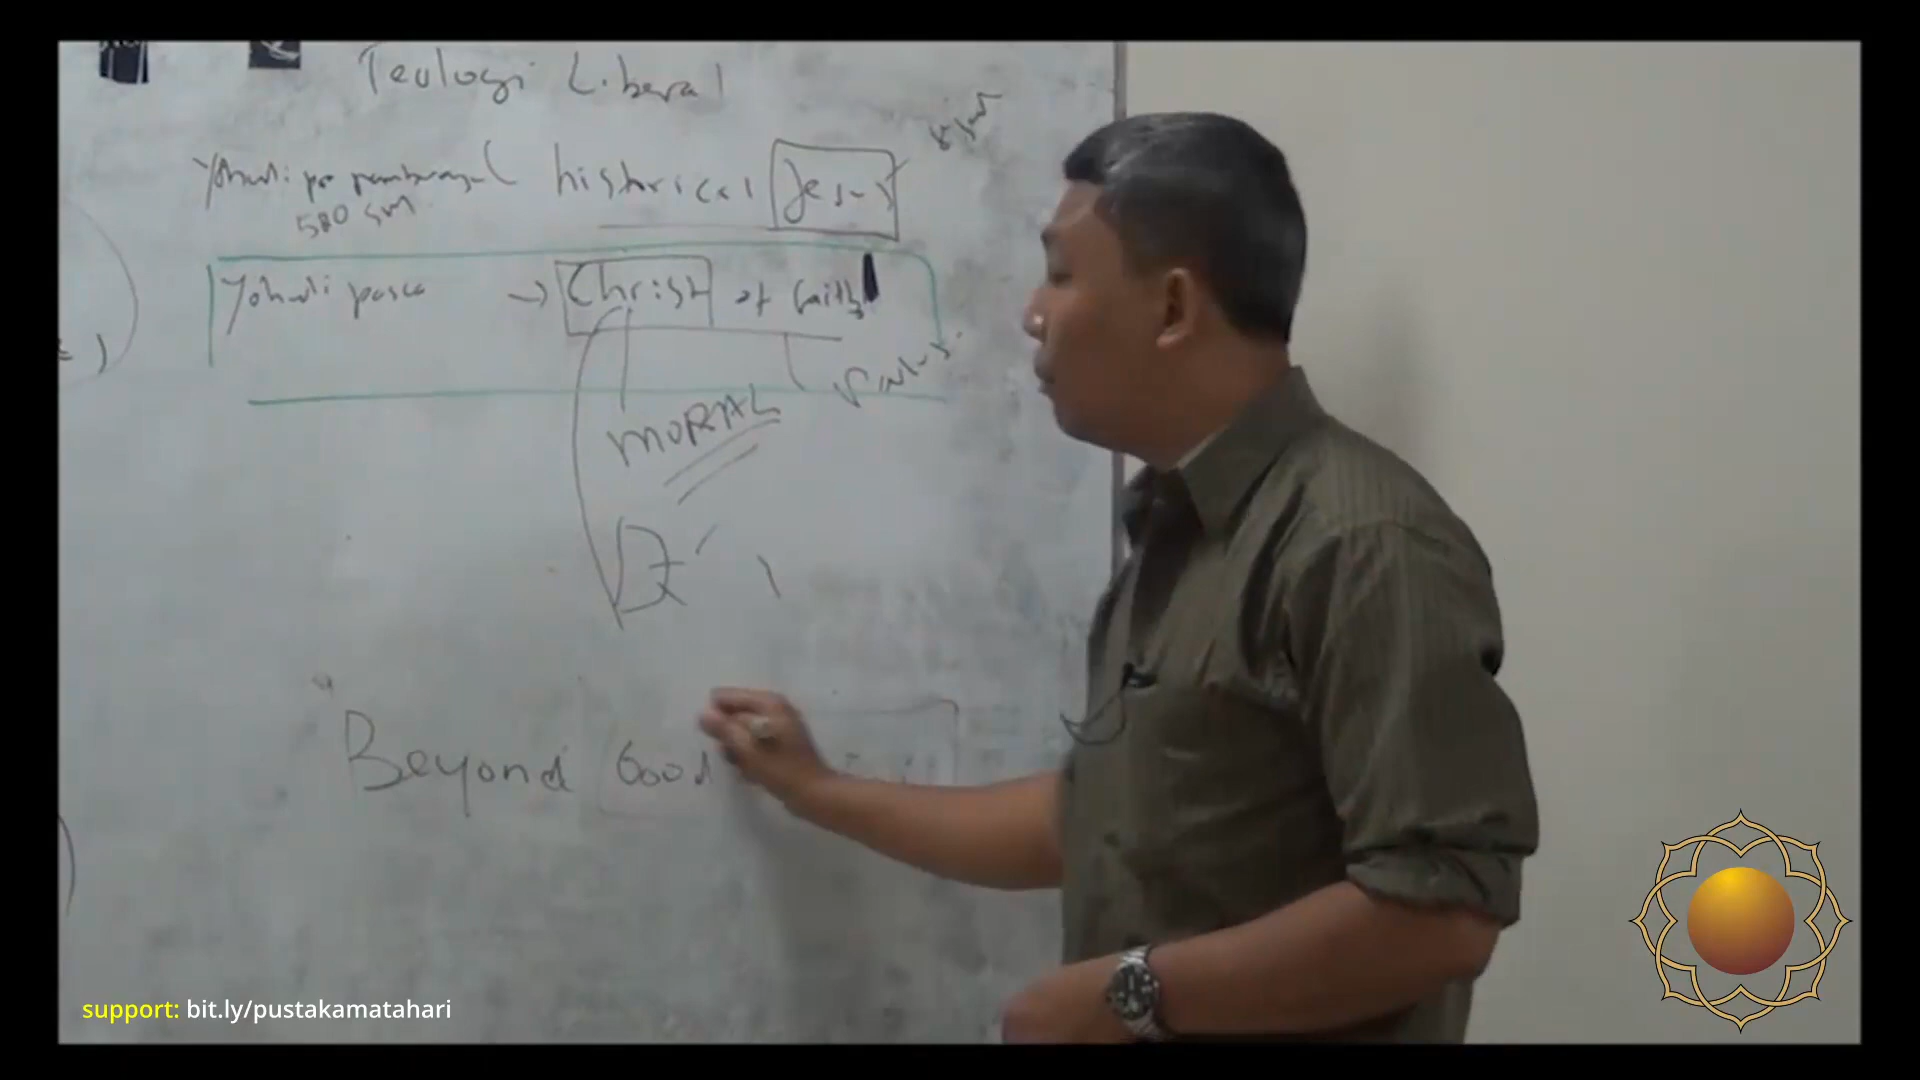 Teologi Liberal
Yahudi pra pembuangan historical Jesus
580 SM
Yahudi pasca → Christ of faith
Paulus
MORAL
Beyond Good
support: bit.ly/pustakamatahari